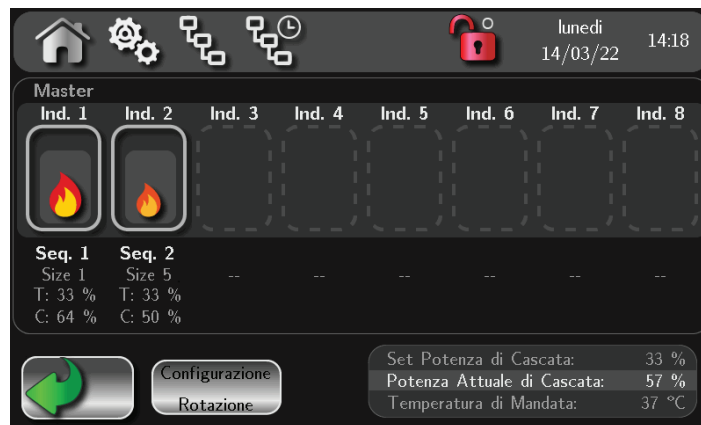 lunedi
14/03/22
14:18
Master
Ind. 1 Ind. 2 Ind. 3 Ind. 4 Ind. 5 Ind. 6 Ind. 7 Ind. 8
Seq. 1 Seq. 2
Size 1 Size 5 -- -- -- -- -- --
T: 33 % T: 33 %
C: 64 % C: 50 %
Configurazione
Rotazione
Set Potenza di Cascata: 33 %
Potenza Attuale di Cascata: 57 %
Temperatura di Mandata: 37 °C